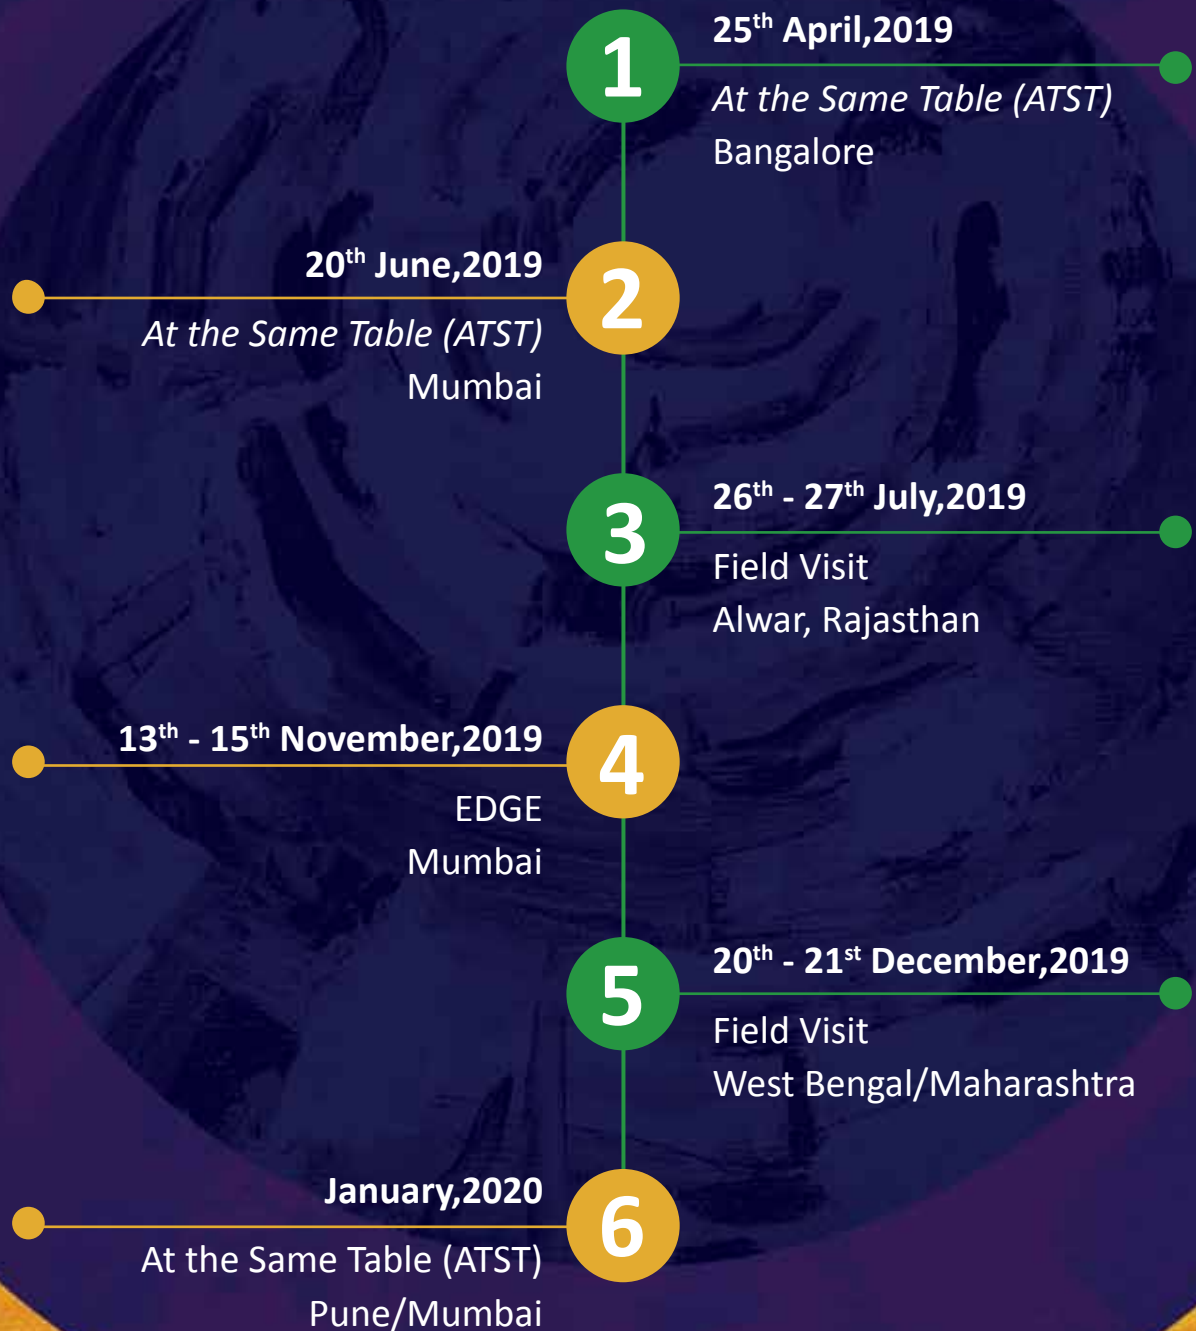 1
25th April,2019
At the Same Table (ATST)
Bangalore
2
20th June,2019
At the Same Table (ATST)
Mumbai
3
26th - 27th July,2019
Field Visit
Alwar, Rajasthan
4
13th - 15th November,2019
EDGE
Mumbai
5
20th - 21st December,2019
Field Visit
West Bengal/Maharashtra
6
January,2020
At the Same Table (ATST)
Pune/Mumbai